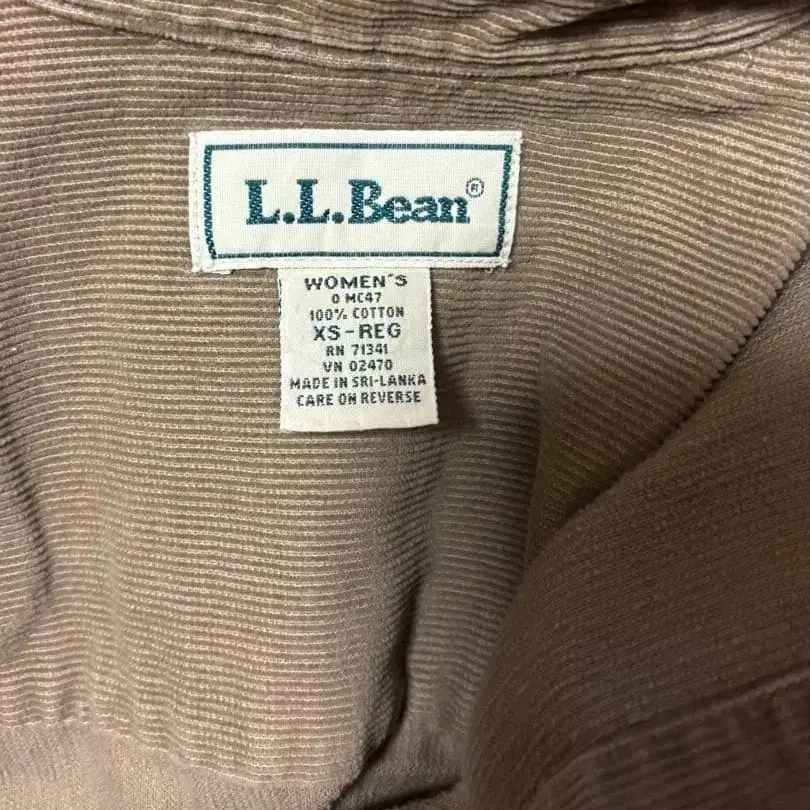 L.L.Bean®
WOMEN'S
0 MC47
100% COTTON
XS-REG
RN 71341
VN 02470
MADE IN SRI-LANKA
CARE ON REVERSE